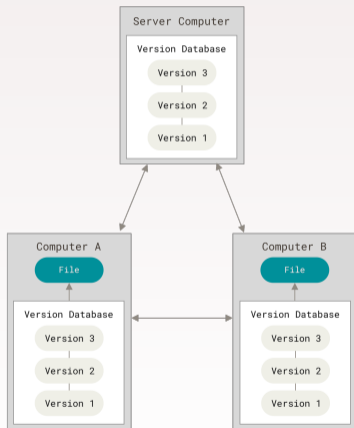 Server Computer
Version Database
Version 3
Version 2
Version 1
Computer A
File
Version Database
Version 3
Version 2
Version 1
Computer B
File
Version Database
Version 3
Version 2
Version 1